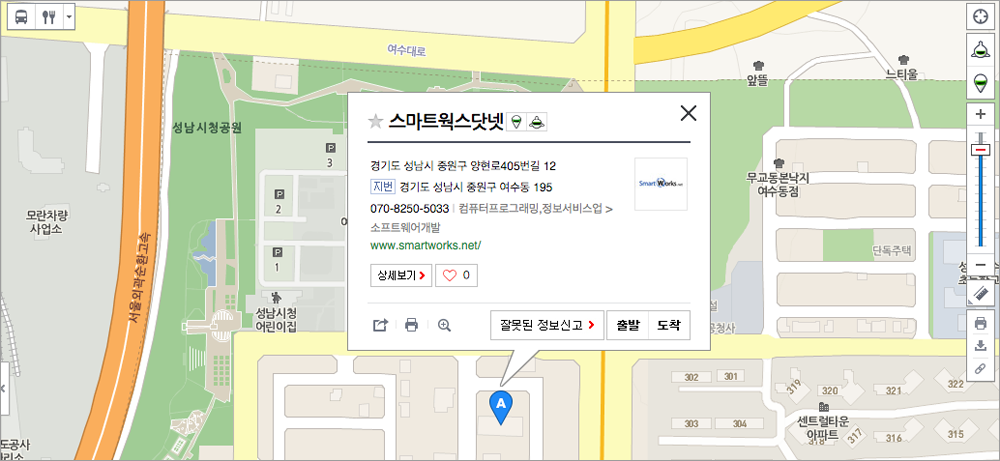 여수대로
앞뜰
느티울
성남시청공원
P
3
P
2
P
1
모란차량
사업소
서울외곽순환고속
성남시청
어린이집
스마트웍스닷넷
경기도 성남시 중원구 양현로405번길 12
지번 경기도 성남시 중원구 여수동 195
070-8250-5033 | 컴퓨터프로그래밍,정보서비스업 >
소프트웨어개발
www.smartworks.net/
SmartWorks.net
상세보기 >
0
잘못된 정보신고 >
출발 도착
A
무교동본낙지
여수동점
단독주택
공청사
302 301
303 304
319
320
321
322
318
317
316
315
센트럴타운
아파트
도공사